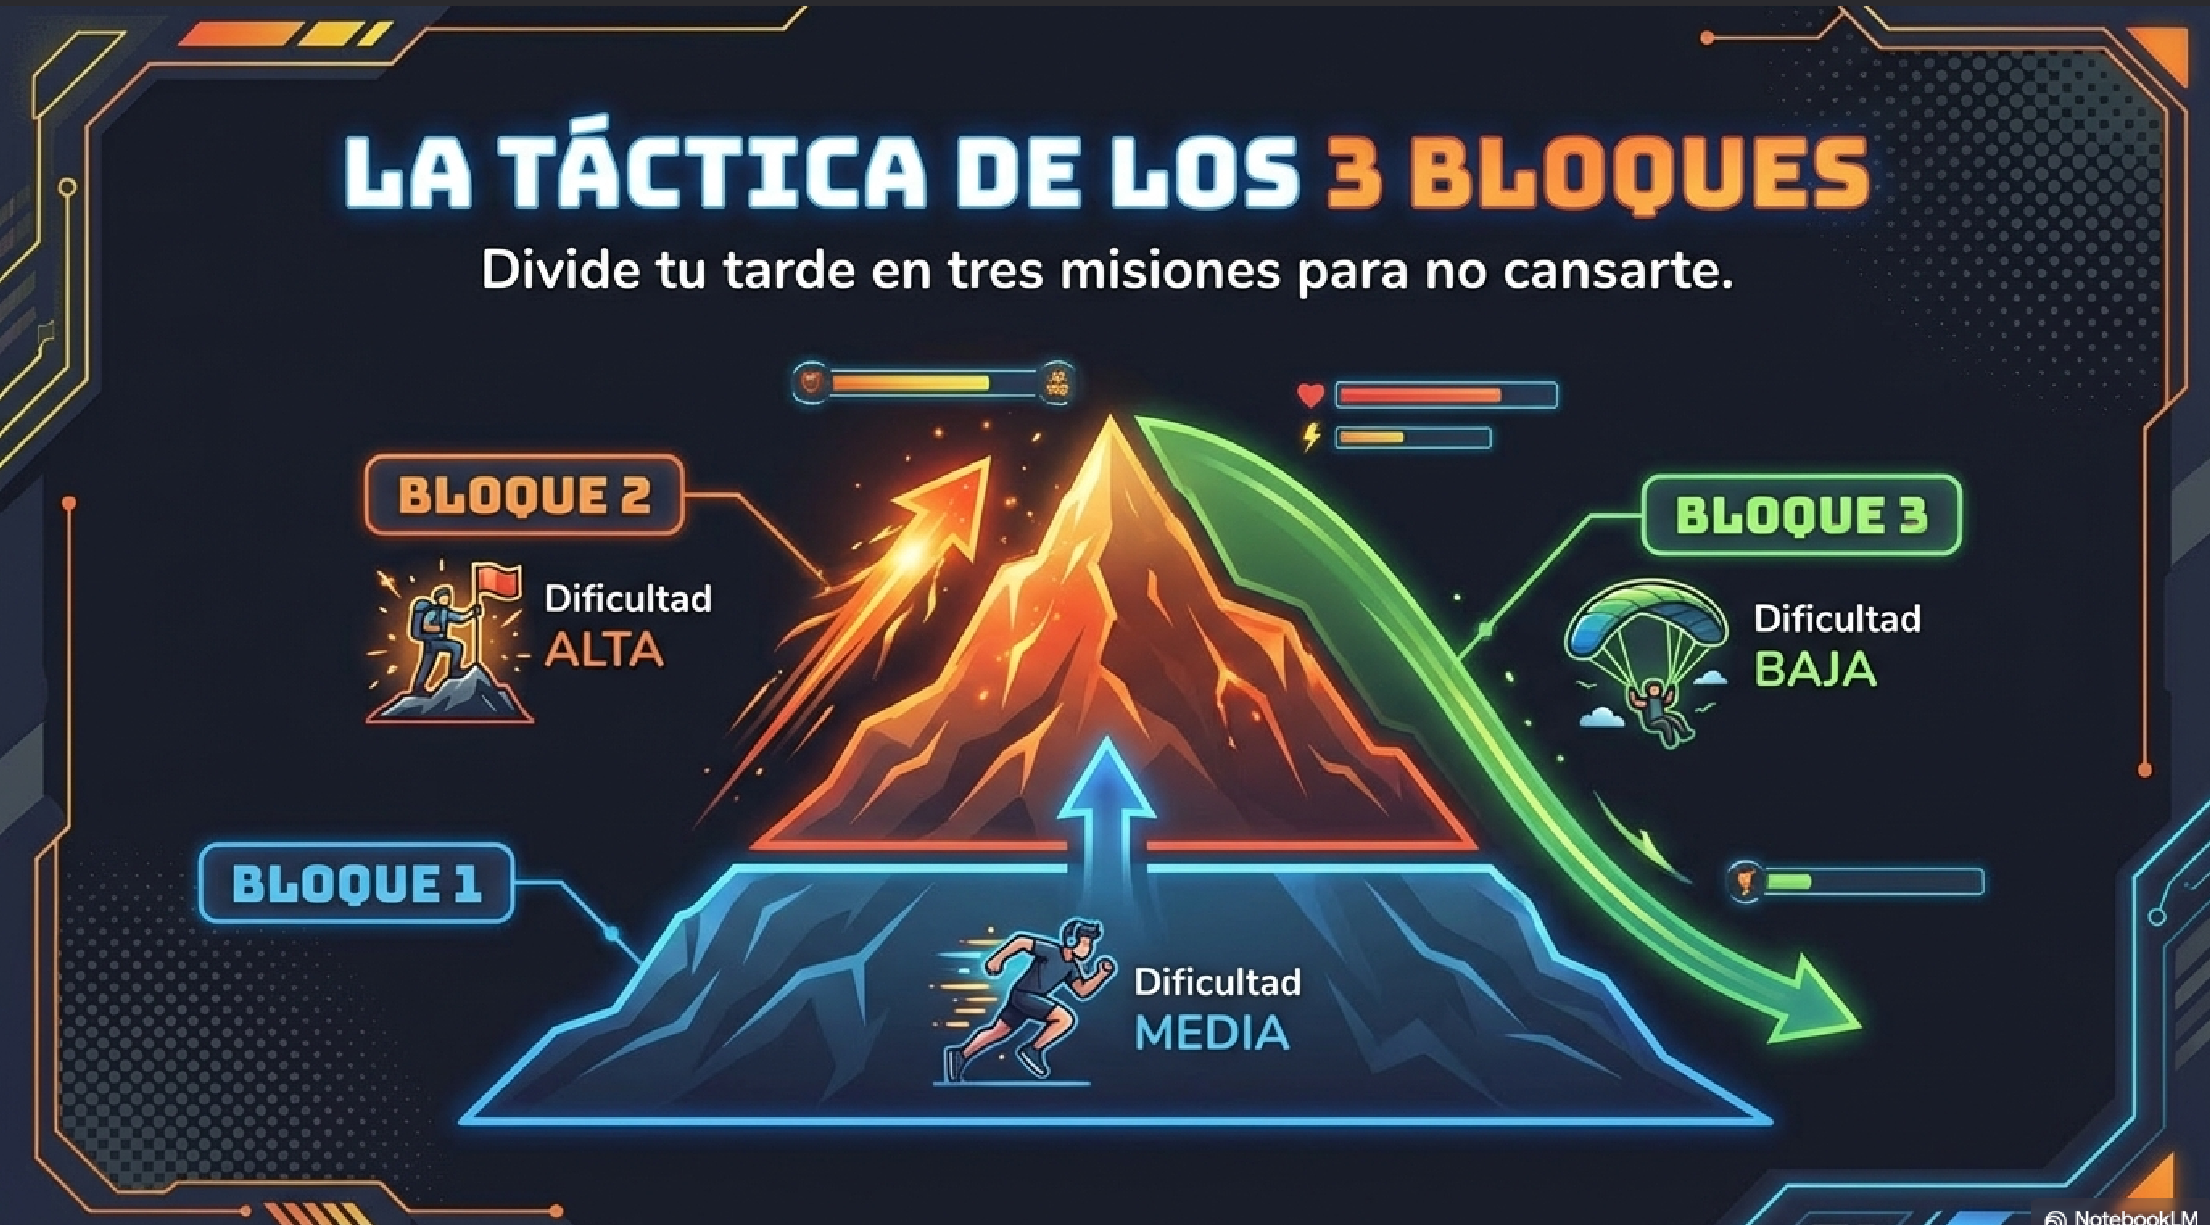 LA TÁCTICA DE LOS 3 BLOQUES
Divide tu tarde en tres misiones para no cansarte.
BLOQUE 2
Dificultad
ALTA
BLOQUE 3
Dificultad
BAJA
BLOQUE 1
Dificultad
MEDIA
NotebookLM